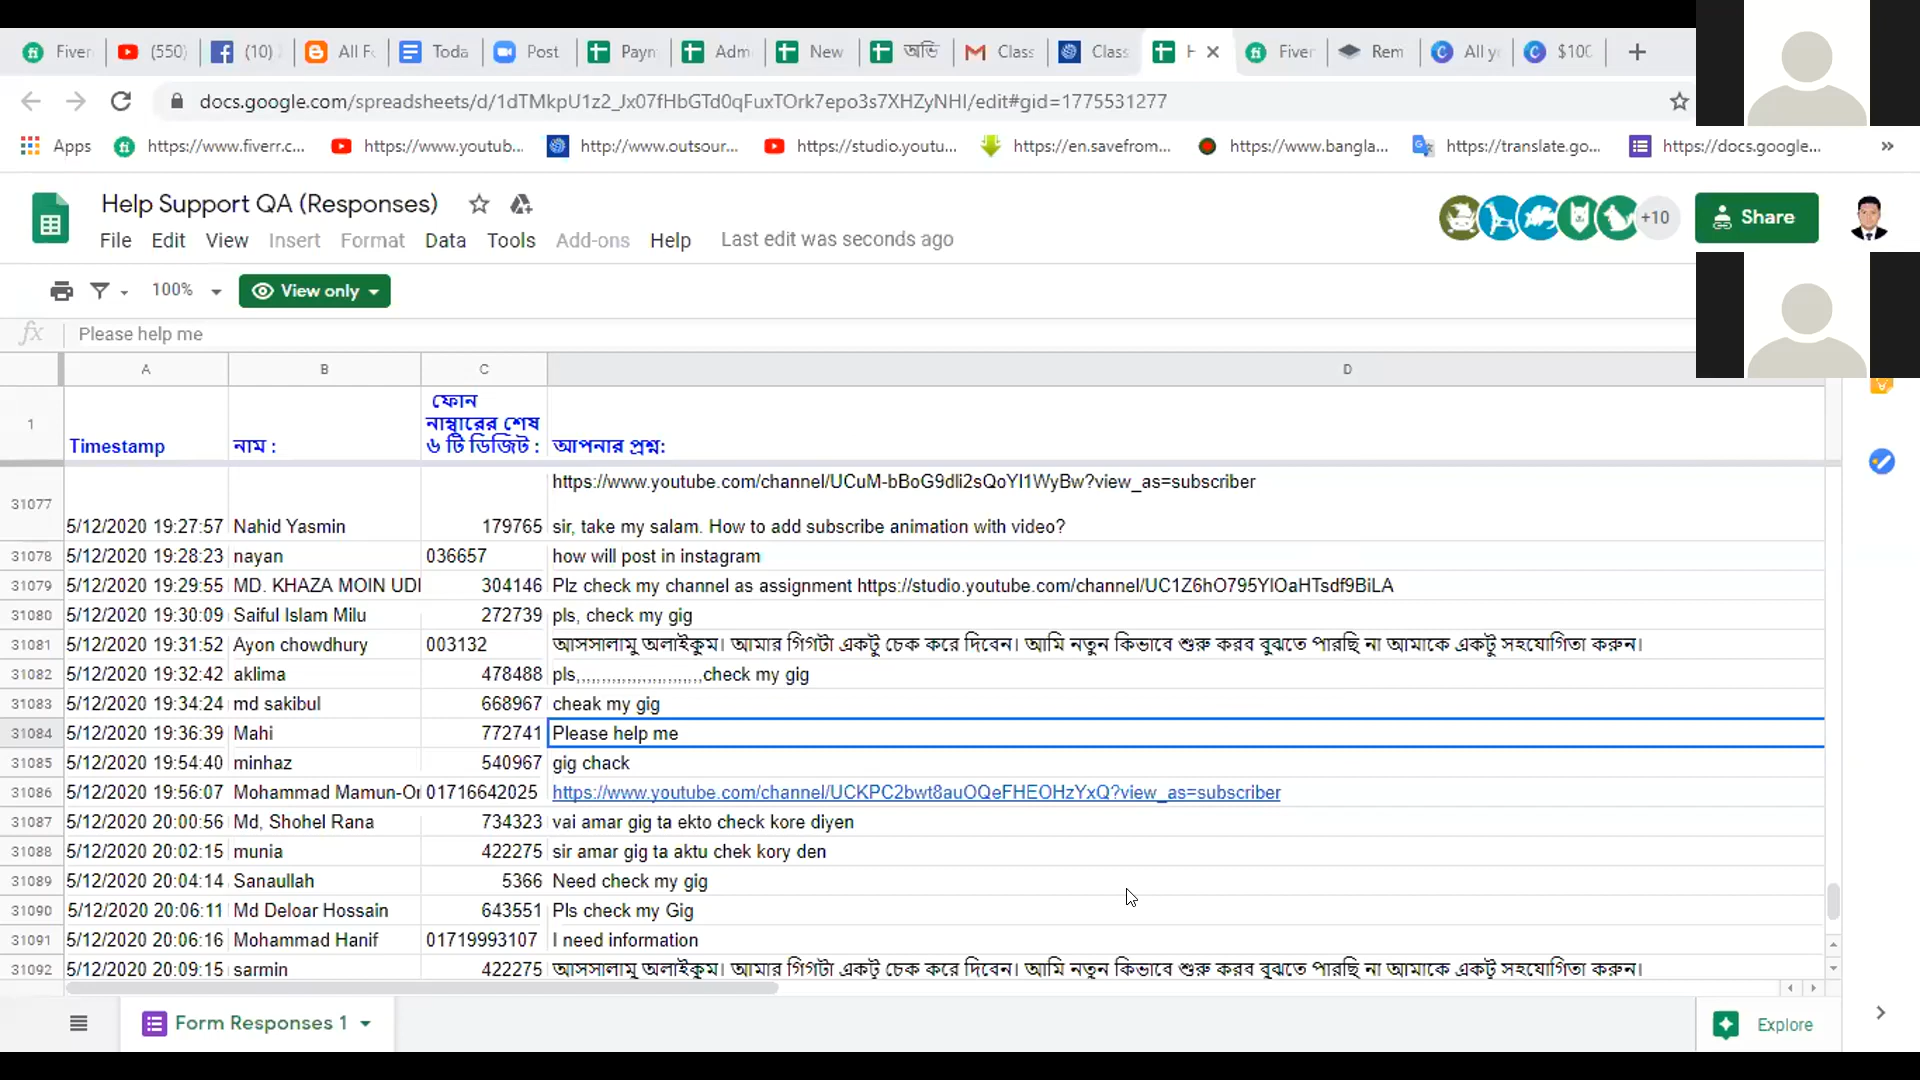 Fiver
(550)
(10)
All Fo
Toda
Post
Paym
Adm
New
অভি
Class
Class
H
Fiver
Rem
All yo
$100
docs.google.com/spreadsheets/d/1dTMkpU1z2_Jx07fHbGTd0qFuxTOrk7epo3s7XHZyNHI/edit#gid=1775531277
Apps
https://www.fiverr.c...
https://www.youtub...
http://www.outsour...
https://studio.youtu...
https://en.savefrom...
https://www.bangla...
https://translate.go...
https://docs.google...
Help Support QA (Responses)
+10
Share
File Edit View Insert Format Data Tools Add-ons Help Last edit was seconds ago
100% View only
fx Please help me
A B C D
1 Timestamp নাম : ফোন
নাম্বারের শেষ
৬ টি ডিজিট : আপনার প্রশ্ন:
https://www.youtube.com/channel/UCuM-bBoG9dli2sQoYI1WyBw?view_as=subscriber
31077 5/12/2020 19:27:57 Nahid Yasmin 179765 sir, take my salam. How to add subscribe animation with video?
31078 5/12/2020 19:28:23 nayan 036657 how will post in instagram
31079 5/12/2020 19:29:55 MD. KHAZA MOIN UDI 304146 Plz check my channel as assignment https://studio.youtube.com/channel/UC1Z6hO795YlOaHTsdf9BiLA
31080 5/12/2020 19:30:09 Saiful Islam Milu 272739 pls, check my gig
31081 5/12/2020 19:31:52 Ayon chowdhury 003132 আসসালামু অলাইকুম। আমার গিগটা একটু চেক করে দিবেন। আমি নতুন কিভাবে শুরু করব বুঝতে পারছি না আমাকে একটু সহযোগিতা করুন।
31082 5/12/2020 19:32:42 aklima 478488 pls,,,,,,,,,,,,,,,,,,,,,,,,,check my gig
31083 5/12/2020 19:34:24 md sakibul 668967 cheak my gig
31084 5/12/2020 19:36:39 Mahi 772741 Please help me
31085 5/12/2020 19:54:40 minhaz 540967 gig chack
31086 5/12/2020 19:56:07 Mohammad Mamun-Or 01716642025 https://www.youtube.com/channel/UCKPC2bwt8auOQeFHEOHzYxQ?view_as=subscriber
31087 5/12/2020 20:00:56 Md, Shohel Rana 734323 vai amar gig ta ekto check kore diyen
31088 5/12/2020 20:02:15 munia 422275 sir amar gig ta aktu chek kory den
31089 5/12/2020 20:04:14 Sanaullah 5366 Need check my gig
31090 5/12/2020 20:06:11 Md Deloar Hossain 643551 Pls check my Gig
31091 5/12/2020 20:06:16 Mohammad Hanif 01719993107 I need information
31092 5/12/2020 20:09:15 sarmin 422275 আসসালামু অলাইকুম। আমার গিগটা একটু চেক করে দিবেন। আমি নতুন কিভাবে শুরু করব বুঝতে পারছি না আমাকে একটু সহযোগিতা করুন।
Form Responses 1
Explore